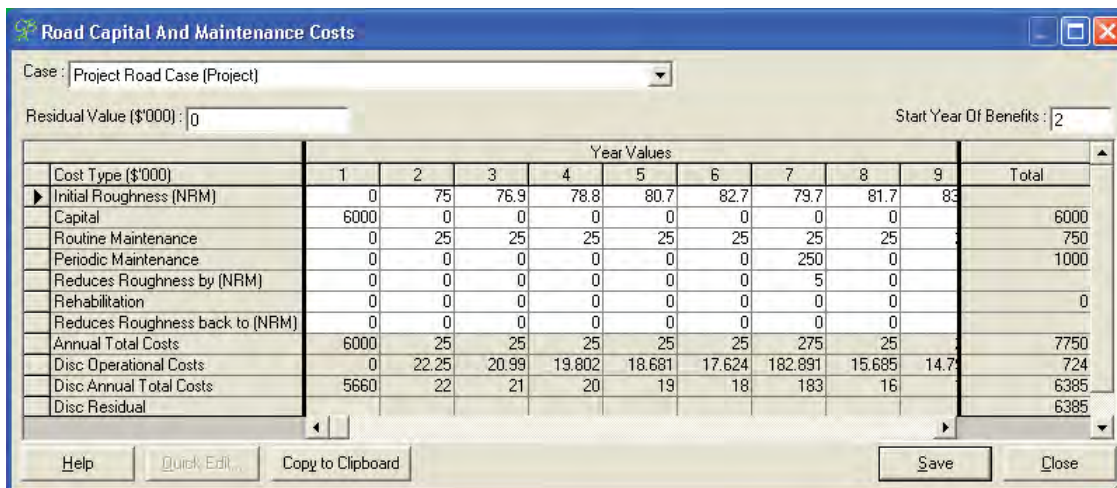 Road Capital And Maintenance Costs
Case : Project Road Case (Project)
Residual Value ($'000) : 0 Start Year Of Benefits : 2
Year Values
Cost Type ($'000) 1 2 3 4 5 6 7 8 9 Total
Initial Roughness (NRM) 0 75 76.9 78.8 80.7 82.7 79.7 81.7 83
Capital 6000 0 0 0 0 0 0 0 6000
Routine Maintenance 0 25 25 25 25 25 25 25 750
Periodic Maintenance 0 0 0 0 0 0 250 0 1000
Reduces Roughness by (NRM) 0 0 0 0 0 0 5 0
Rehabilitation 0 0 0 0 0 0 0 0 0
Reduces Roughness back to (NRM) 0 0 0 0 0 0 0 0
Annual Total Costs 6000 25 25 25 25 25 275 25 7750
Disc Operational Costs 0 22.25 20.99 19.802 18.681 17.624 182.891 15.685 14.79 724
Disc Annual Total Costs 5660 22 21 20 19 18 183 16 6385
Disc Residual 6385
Help Quick Edit... Copy to Clipboard Save Close